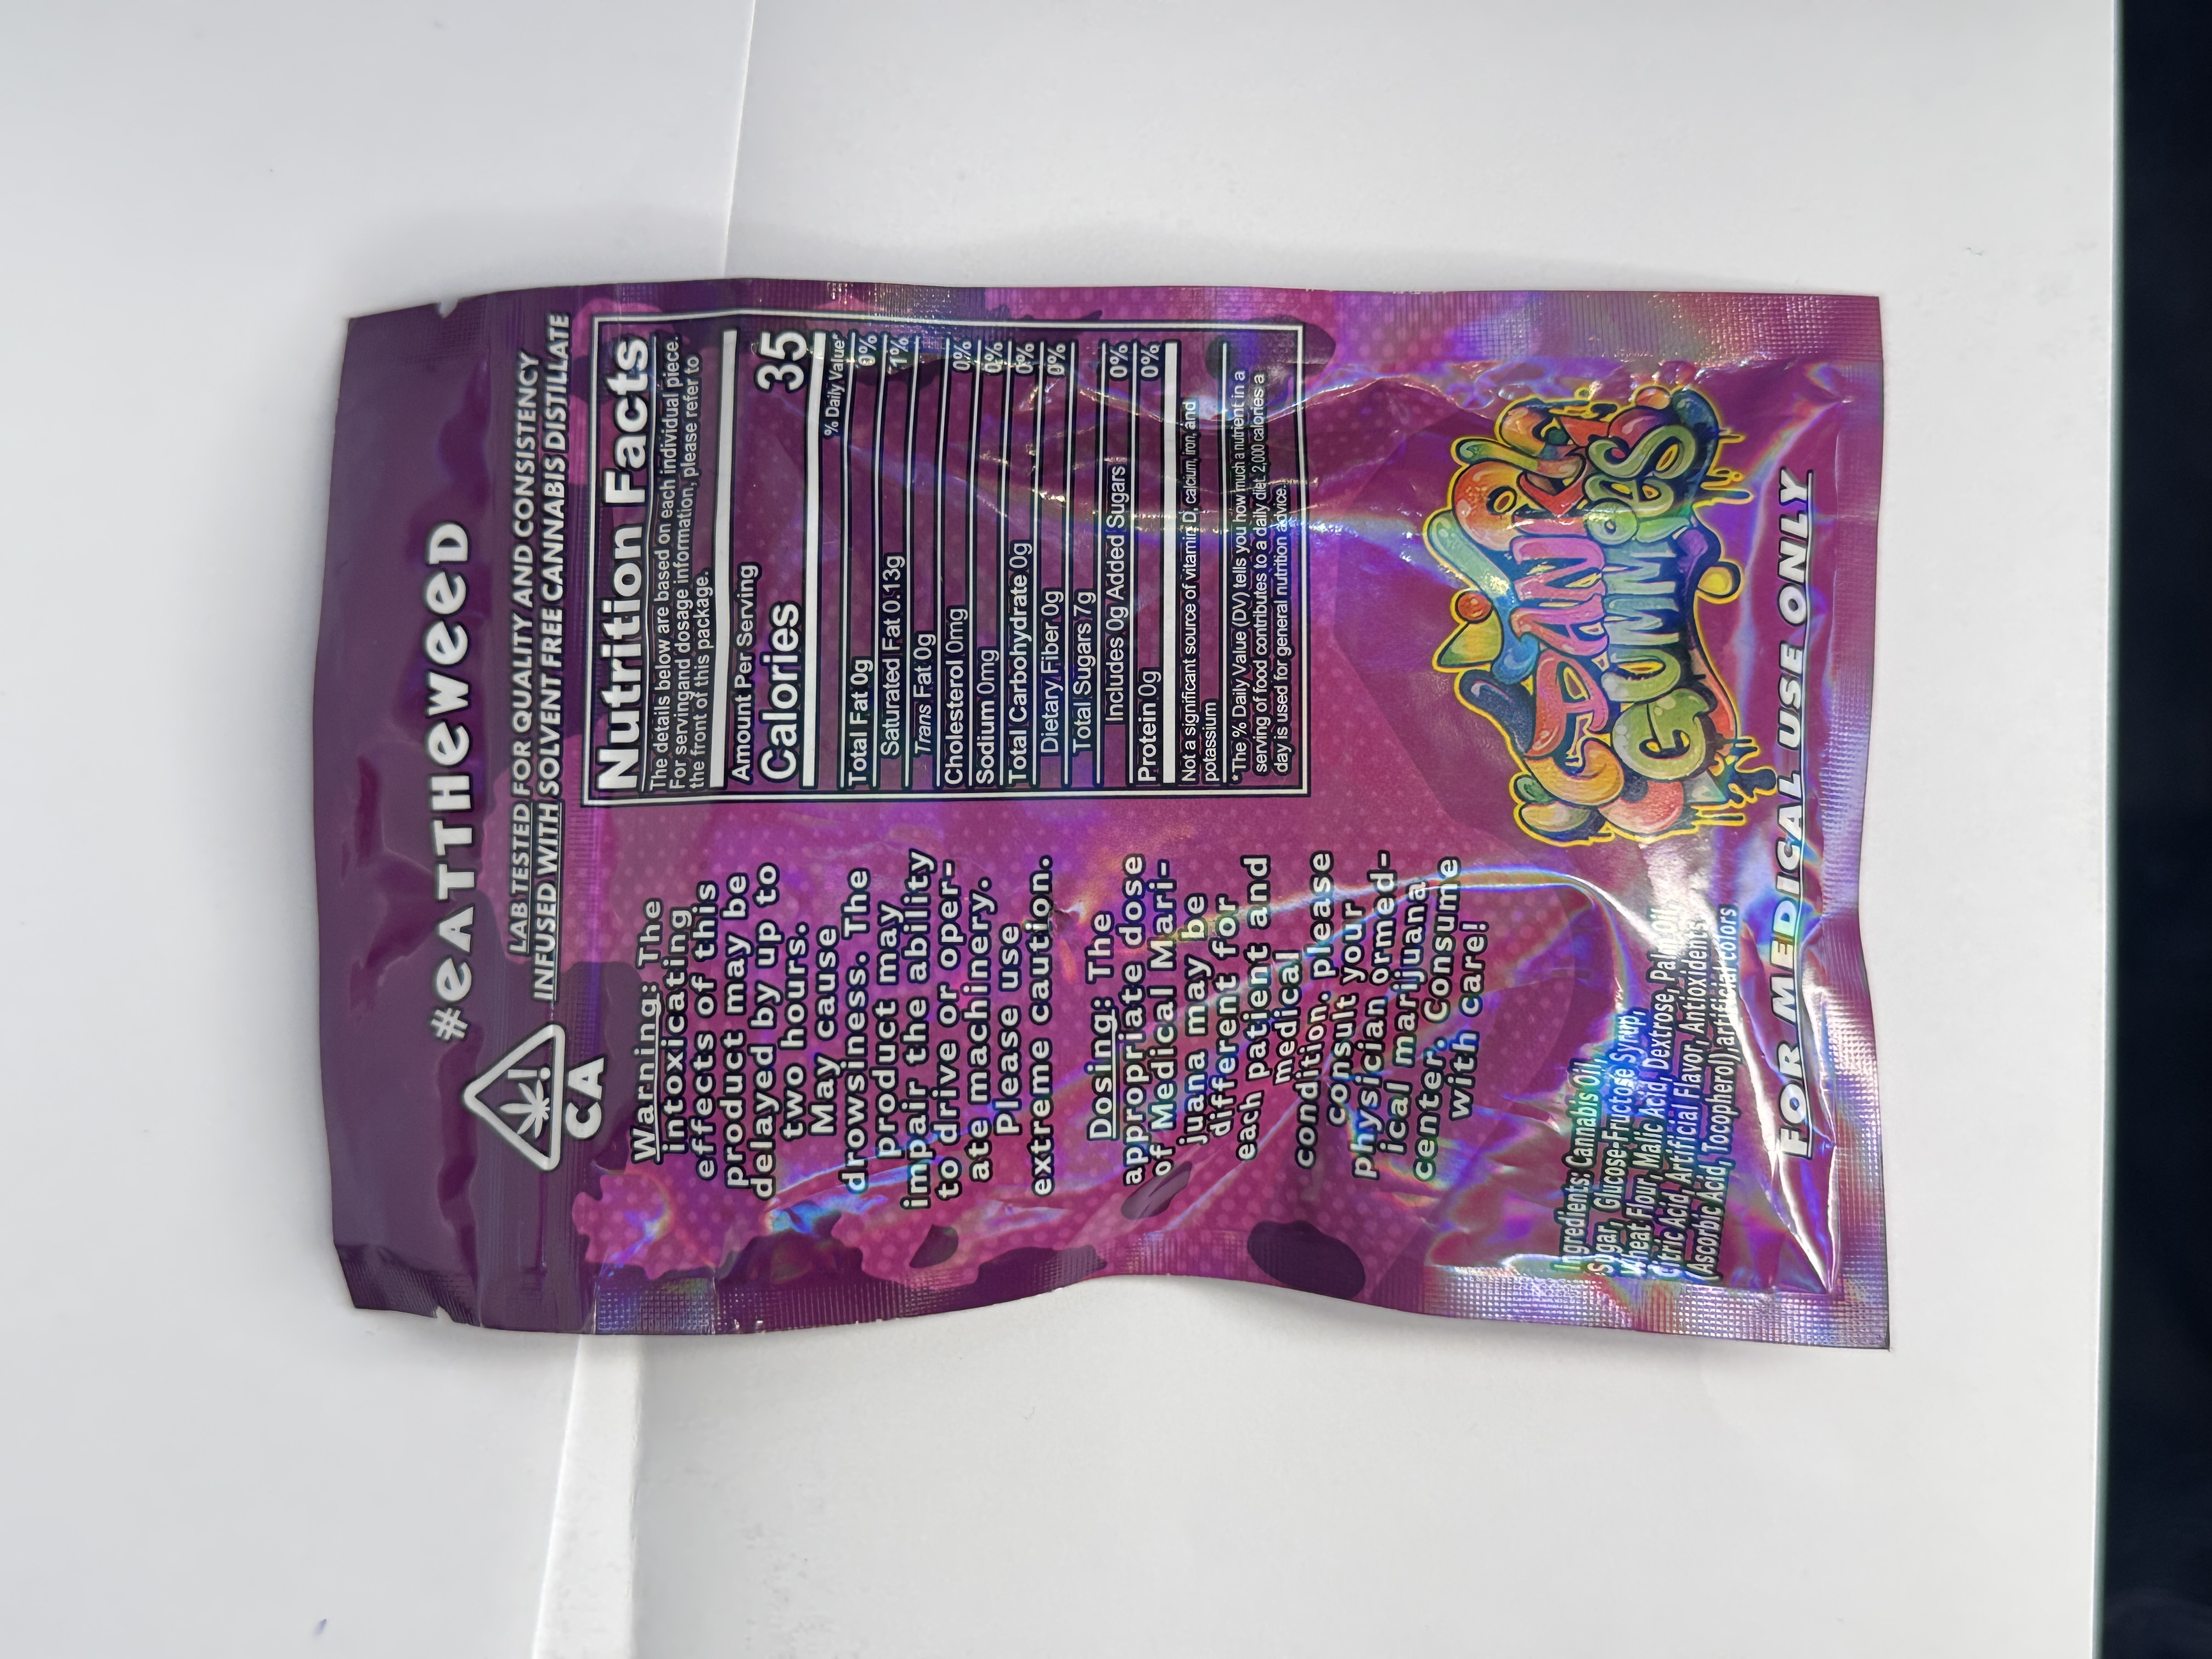 #eATTHeWeeD
CA
LAB TESTED FOR QUALITY AND CONSISTENCY
INFUSED WITH SOLVENT FREE CANNABIS DISTILLATE
Warning: The
intoxicating
effects of this
product may be
delayed by up to
two hours.
May cause
drowsiness. The
product may
impair the ability
to drive or oper-
ate machinery.
Please use
extreme caution.
Dosing: The
appropriate dose
of Medical Mari-
juana may be
different for
each patient and
medical
condition. please
consult your
physician ormed-
ical marijuana
center. Consume
with care!
Nutrition Facts
The details below are based on each individual piece.
For servingand dosage information, please refer to
the front of this package.
Amount Per Serving
Calories 35
% Daily Value*
Total Fat 0g 0%
Saturated Fat 0.13g 1%
Trans Fat 0g
Cholesterol 0mg 0%
Sodium 0mg 0%
Total Carbohydrate 0g 0%
Dietary Fiber 0g 0%
Total Sugars 7g
Includes 0g Added Sugars 0%
Protein 0g 0%
Not a significant source of vitamin D, calcium, iron, and
potassium
*The % Daily Value (DV) tells you how much a nutrient in a
serving of food contributes to a daily diet. 2,000 calories a
day is used for general nutrition advice.
Ingredients: Cannabis Oil,
Sugar, Glucose-Fructose Syrup,
Wheat Flour, Malic Acid, Dextrose, Palm Oil,
Citric Acid, Artificial Flavor, Antioxidents
(Ascorbic Acid, Tocopherol), artificial colors
DANK
GUMMIES
FOR MEDICAL USE ONLY